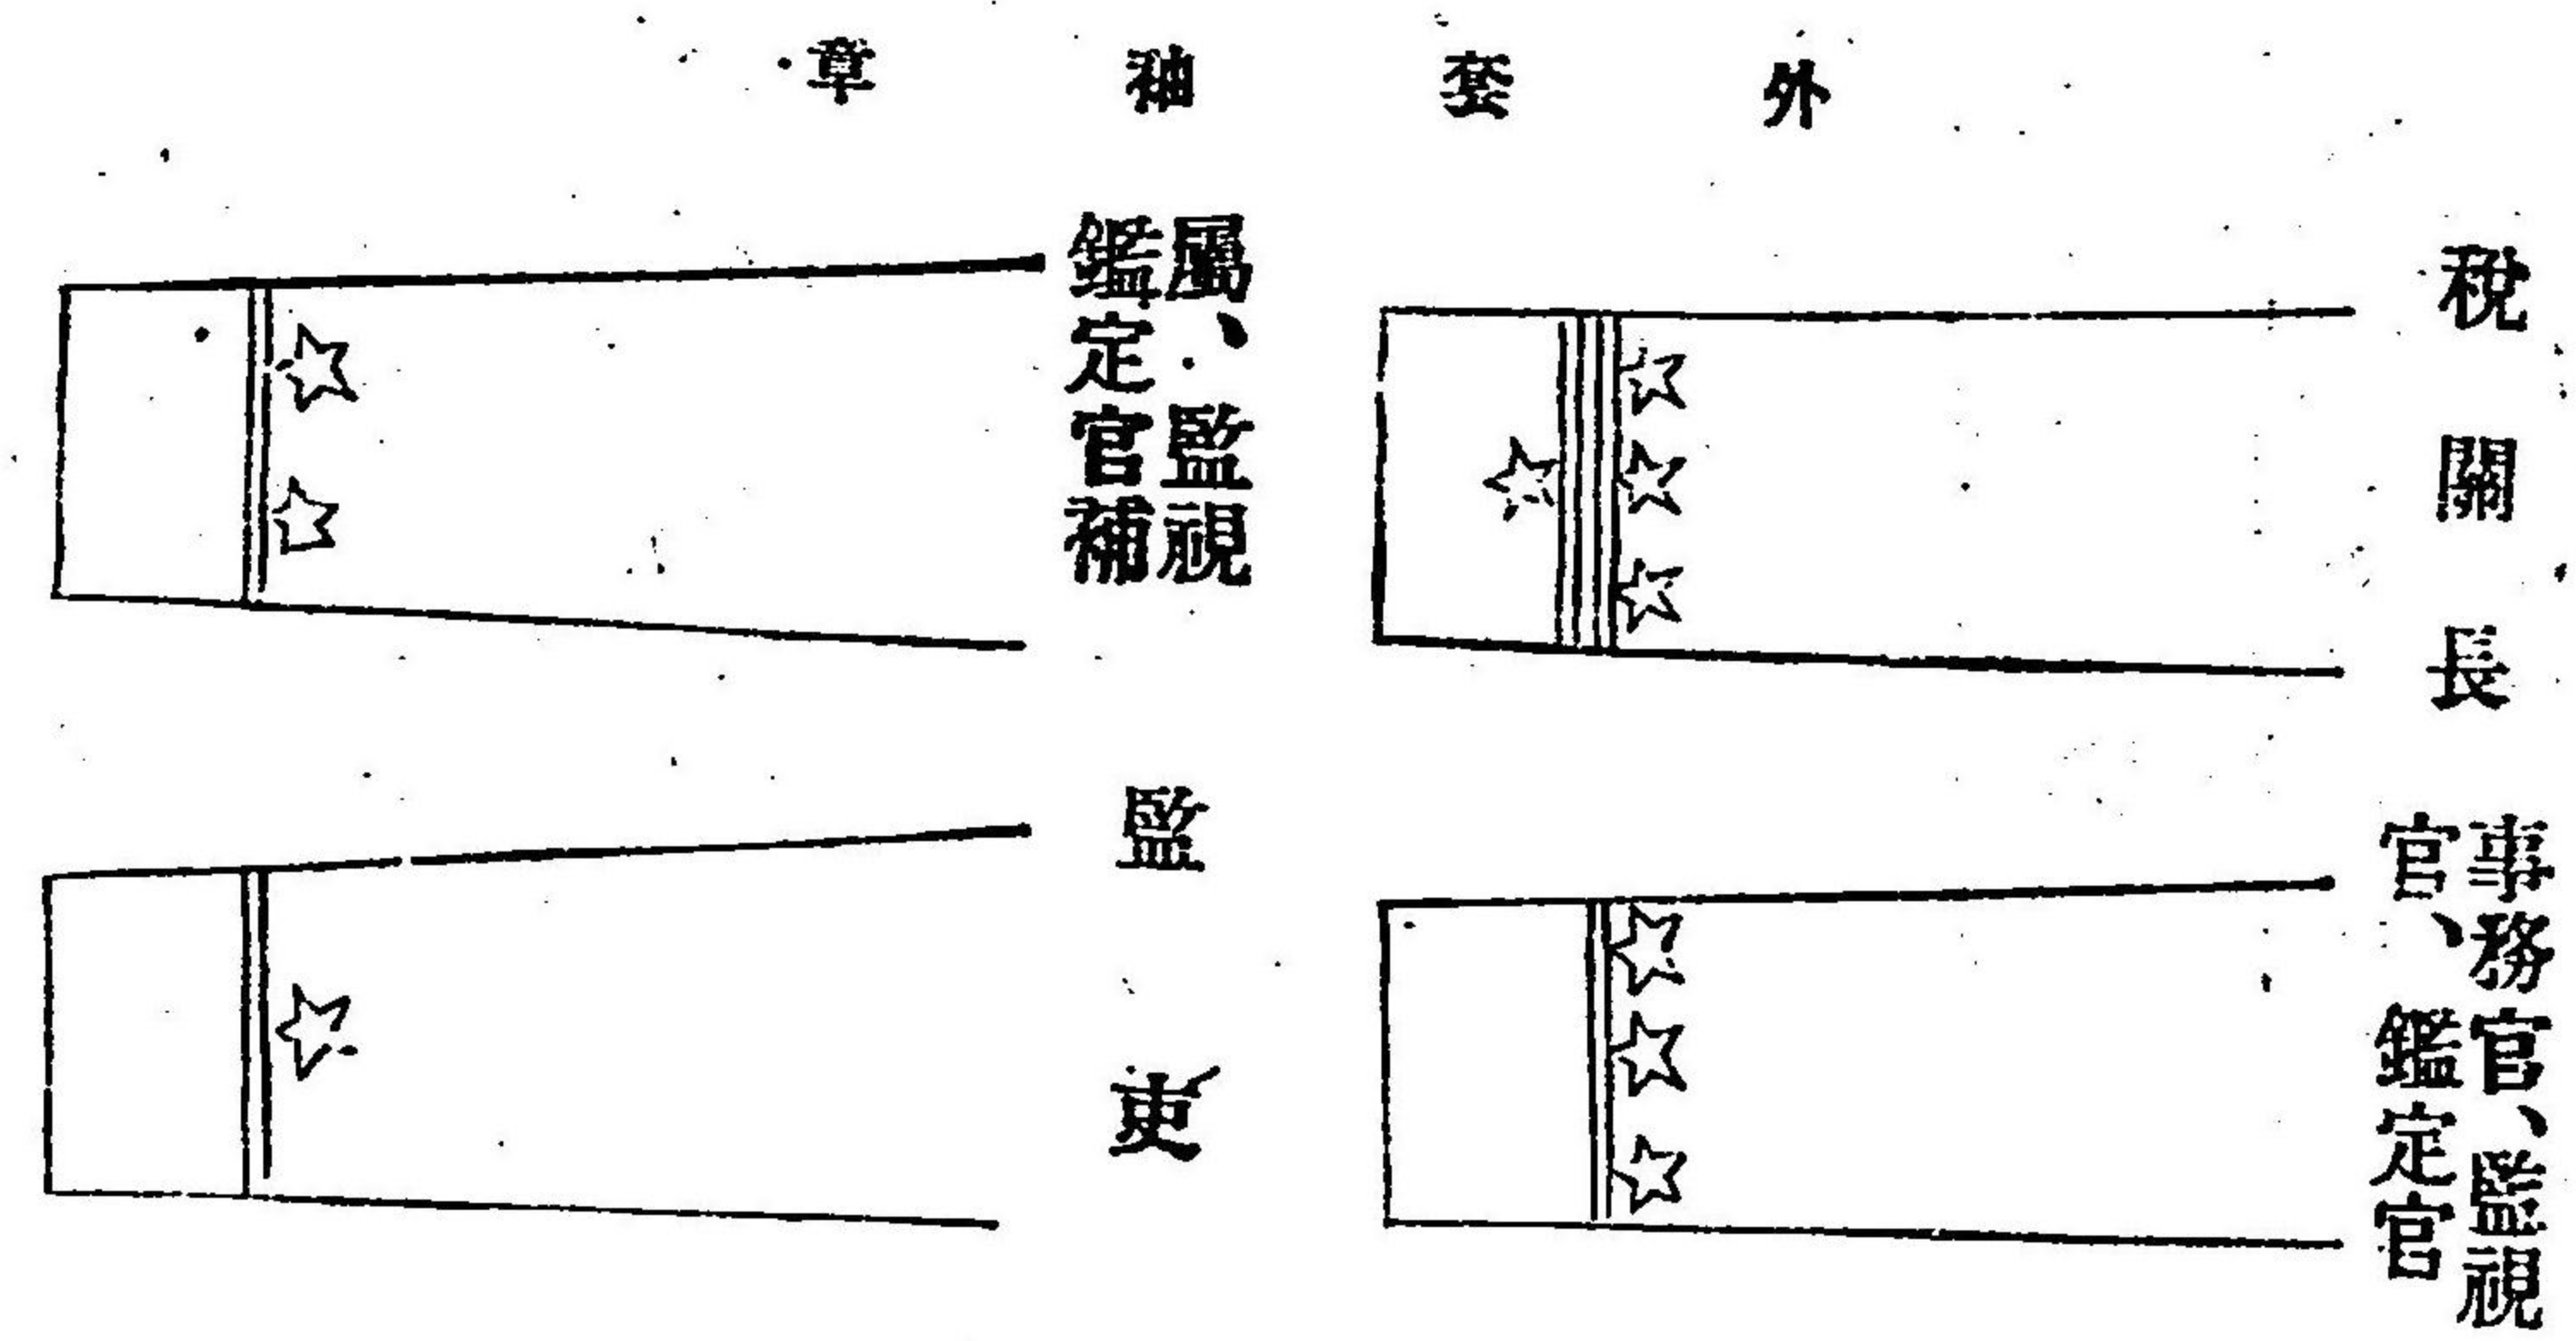 外套袖章
稅關長
事務官、監視
官、鑑定官
屬、監視
鑑定官補
監吏